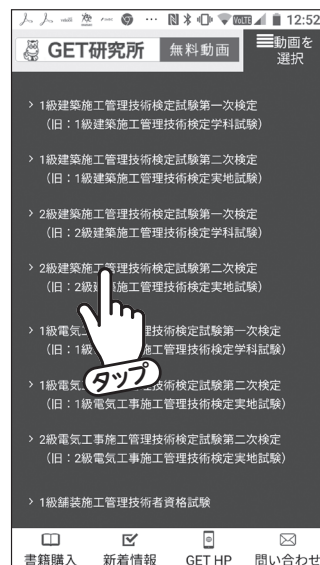 12:52
GET研究所 無料動画 動画を
選択
> 1級建築施工管理技術検定試験第一次検定
(旧：1級建築施工管理技術検定学科試験)
> 1級建築施工管理技術検定試験第二次検定
(旧：1級建築施工管理技術検定実地試験)
> 2級建築施工管理技術検定試験第一次検定
(旧：2級建築施工管理技術検定学科試験)
> 2級建築施工管理技術検定試験第二次検定
(旧：2級建築施工管理技術検定実地試験)
> 1級電気工 理技術検定試験第一次検定
(旧：1級 施工管理技術検定学科試験)
タップ
> 1級電気 技術検定試験第二次検定
(旧：1級電気工事施工管理技術検定実地試験)
> 2級電気工事施工管理技術検定試験第二次検定
(旧：2級電気工事施工管理技術検定実地試験)
> 1級舗装施工管理技術者資格試験
書籍購入 新着情報 GET HP 問い合わせ